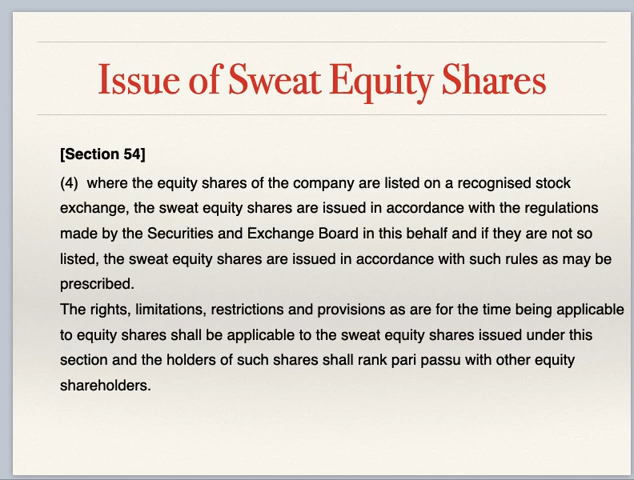 Issue of Sweat Equity Shares
[Section 54]
(4) where the equity shares of the company are listed on a recognised stock
exchange, the sweat equity shares are issued in accordance with the regulations
made by the Securities and Exchange Board in this behalf and if they are not so
listed, the sweat equity shares are issued in accordance with such rules as may be
prescribed.
The rights, limitations, restrictions and provisions as are for the time being applicable
to equity shares shall be applicable to the sweat equity shares issued under this
section and the holders of such shares shall rank pari passu with other equity
shareholders.